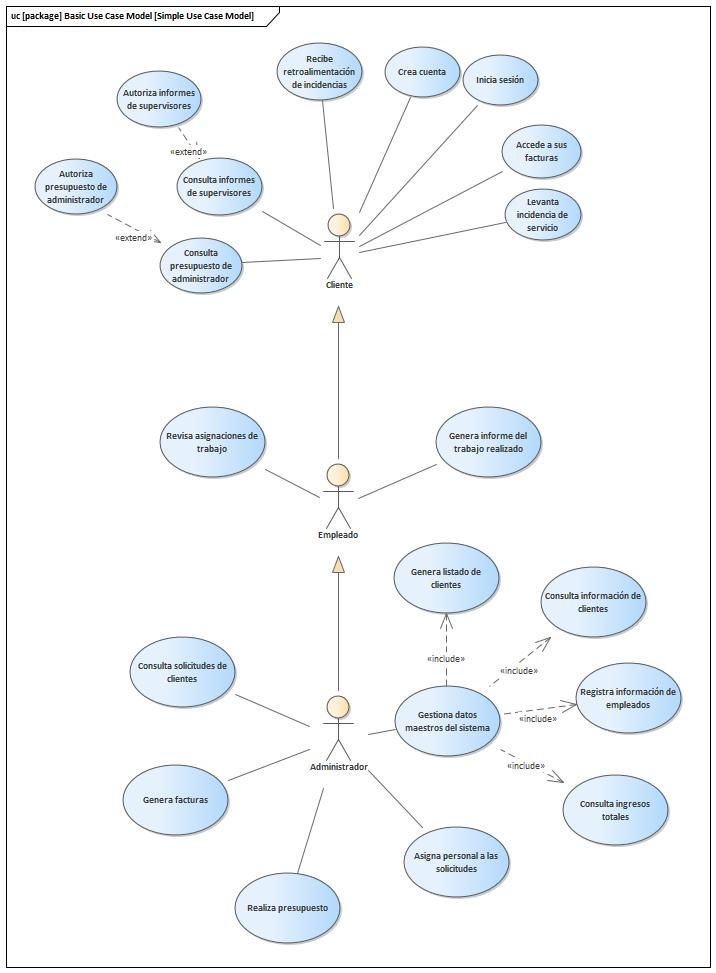 uc [package] Basic Use Case Model [Simple Use Case Model]
Recibe
retroalimentación
de incidencias
Crea cuenta
Inicia sesión
Autoriza informes
de supervisores
«extend»
Accede a sus
facturas
Autoriza
presupuesto de
administrador
Consulta informes
de supervisores
Levanta
incidencia de
servicio
«extend»
Consulta
presupuesto de
administrador
Cliente
Revisa asignaciones de
trabajo
Genera informe del
trabajo realizado
Empleado
Genera listado de
clientes
Consulta información de
clientes
«include»
«include»
Consulta solicitudes de
clientes
Registra información de
empleados
Gestiona datos
maestros del sistema
«include»
Administrador
«include»
Genera facturas
Consulta ingresos
totales
Asigna personal a las
solicitudes
Realiza presupuesto